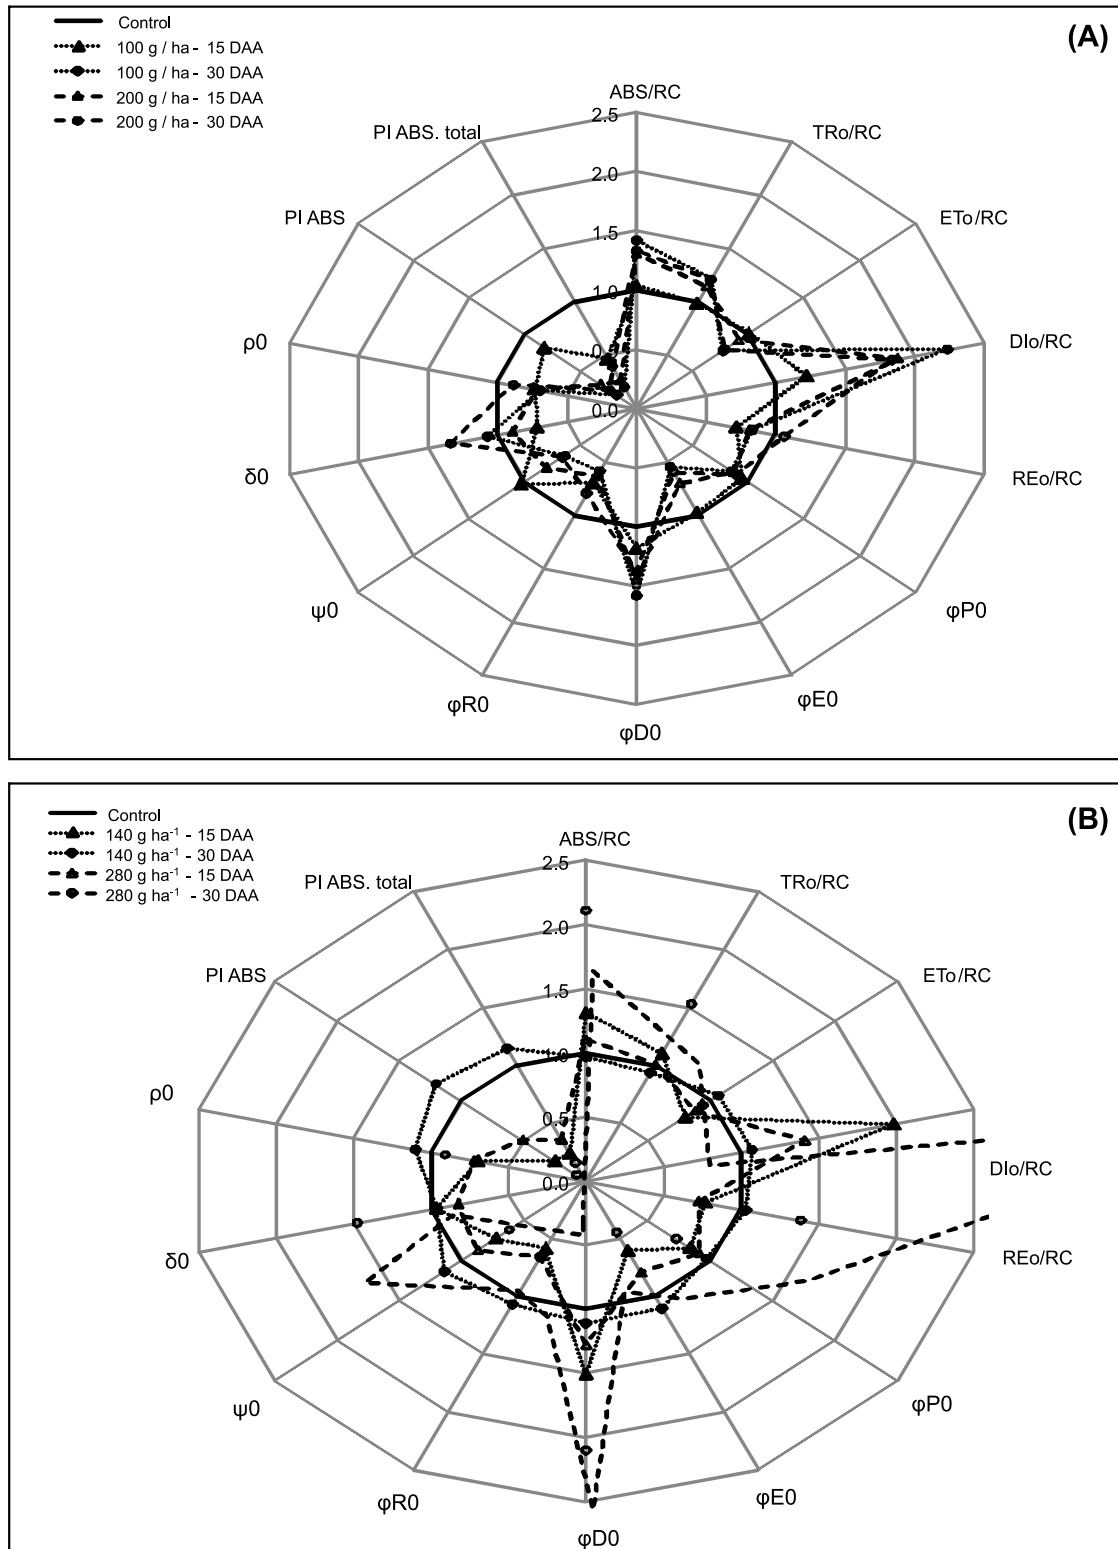 (A)
Control
100 g / ha - 15 DAA
100 g / ha - 30 DAA
200 g / ha - 15 DAA
200 g / ha - 30 DAA
ABS/RC
TRo/RC
ETo/RC
DIo/RC
REo/RC
φP0
φE0
φD0
φR0
ψ0
δ0
ρ0
PI ABS
PI ABS. total
2.5
2.0
1.5
1.0
0.5
0.0
(B)
Control
140 g ha⁻¹ - 15 DAA
140 g ha⁻¹ - 30 DAA
280 g ha⁻¹ - 15 DAA
280 g ha⁻¹ - 30 DAA
ABS/RC
TRo/RC
ETo/RC
DIo/RC
REo/RC
φP0
φE0
φD0
φR0
ψ0
δ0
ρ0
PI ABS
PI ABS. total
2.5
2.0
1.5
1.0
0.5
0.0